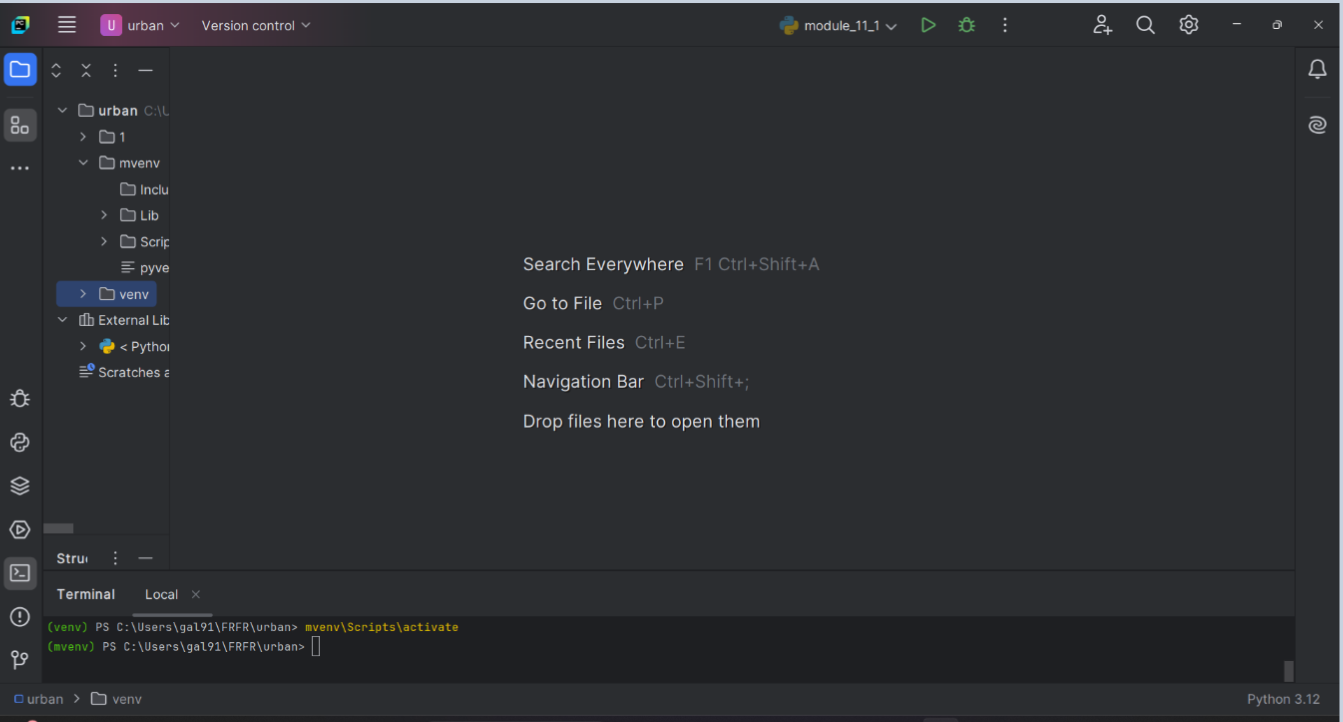 U urban Version control module_11_1
urban C:\U
1
mvenv
Inclu
Lib
Scrip
pyve
venv
External Lib
< Python
Scratches a
Search Everywhere F1 Ctrl+Shift+A
Go to File Ctrl+P
Recent Files Ctrl+E
Navigation Bar Ctrl+Shift+;
Drop files here to open them
Stru
Terminal Local
(venv) PS C:\Users\gal91\FRFR\urban> mvenv\Scripts\activate
(mvenv) PS C:\Users\gal91\FRFR\urban>
urban > venv Python 3.12